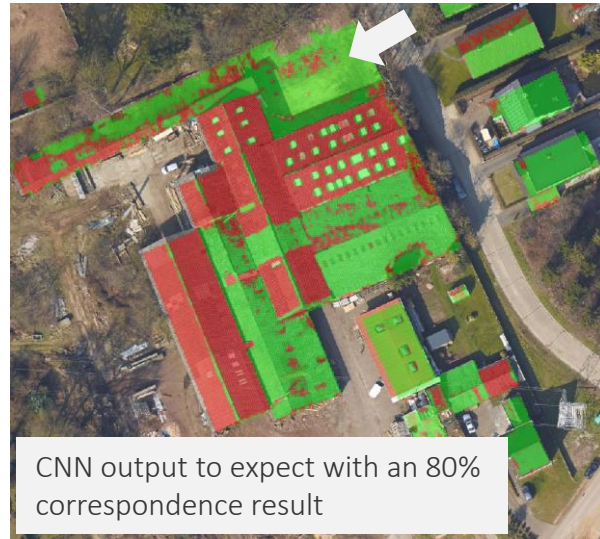 CNN output to expect with an 80%
correspondence result